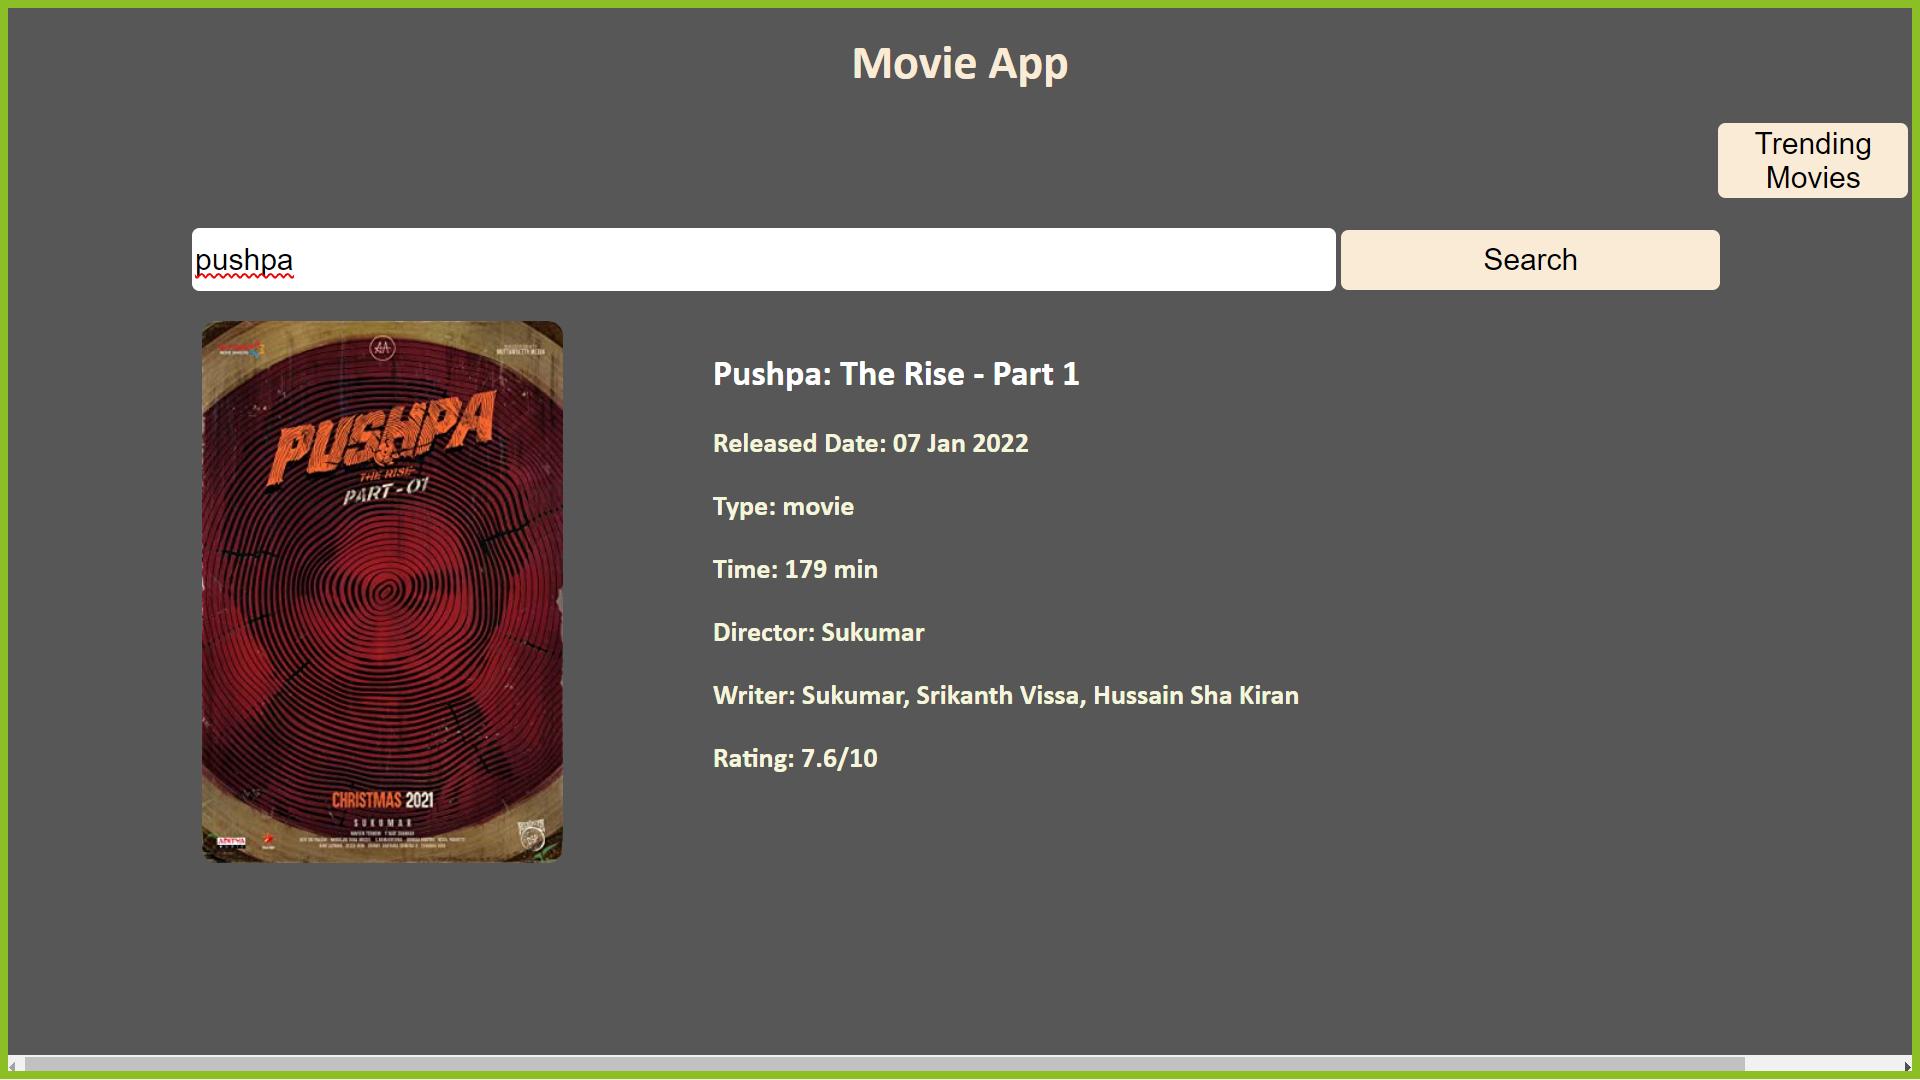 Movie App
Trending
Movies
pushpa
Search
PUSHPA
THE RISE
PART - 01
CHRISTMAS 2021
SUKUMAR
Pushpa: The Rise - Part 1
Released Date: 07 Jan 2022
Type: movie
Time: 179 min
Director: Sukumar
Writer: Sukumar, Srikanth Vissa, Hussain Sha Kiran
Rating: 7.6/10